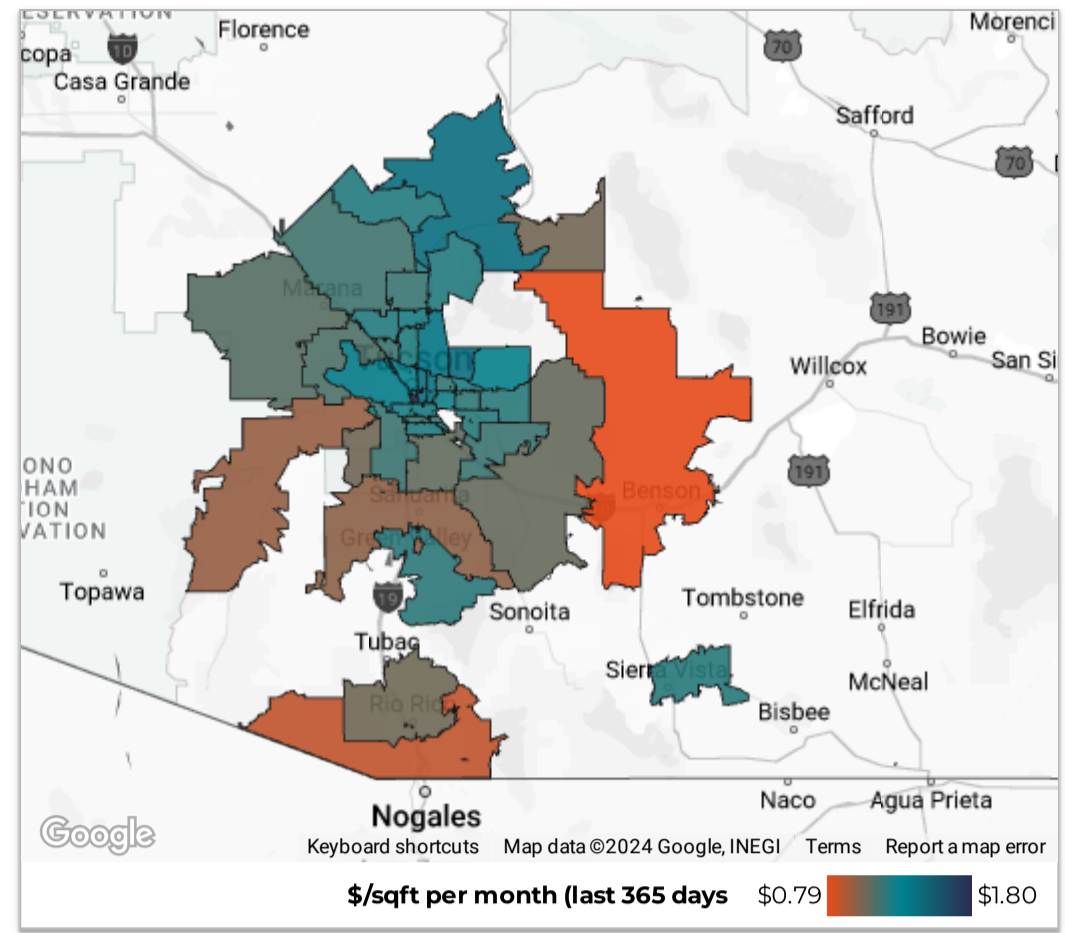 ESERVATION
Florence
Morenci
copa
10
70
Casa Grande
Safford
70
191
Marana
Bowie
Tucson
Willcox
San Si
ONO
HAM
TION
VATION
191
Benson
Sahuarita
Green Valley
Topawa
19
Sonoita
Tombstone
Elfrida
Tubac
Sierra Vista
McNeal
Rio Ric
Bisbee
Nogales
Naco
Agua Prieta
Google
Keyboard shortcuts
Map data ©2024 Google, INEGI
Terms
Report a map error
$/sqft per month (last 365 days
$0.79
$1.80